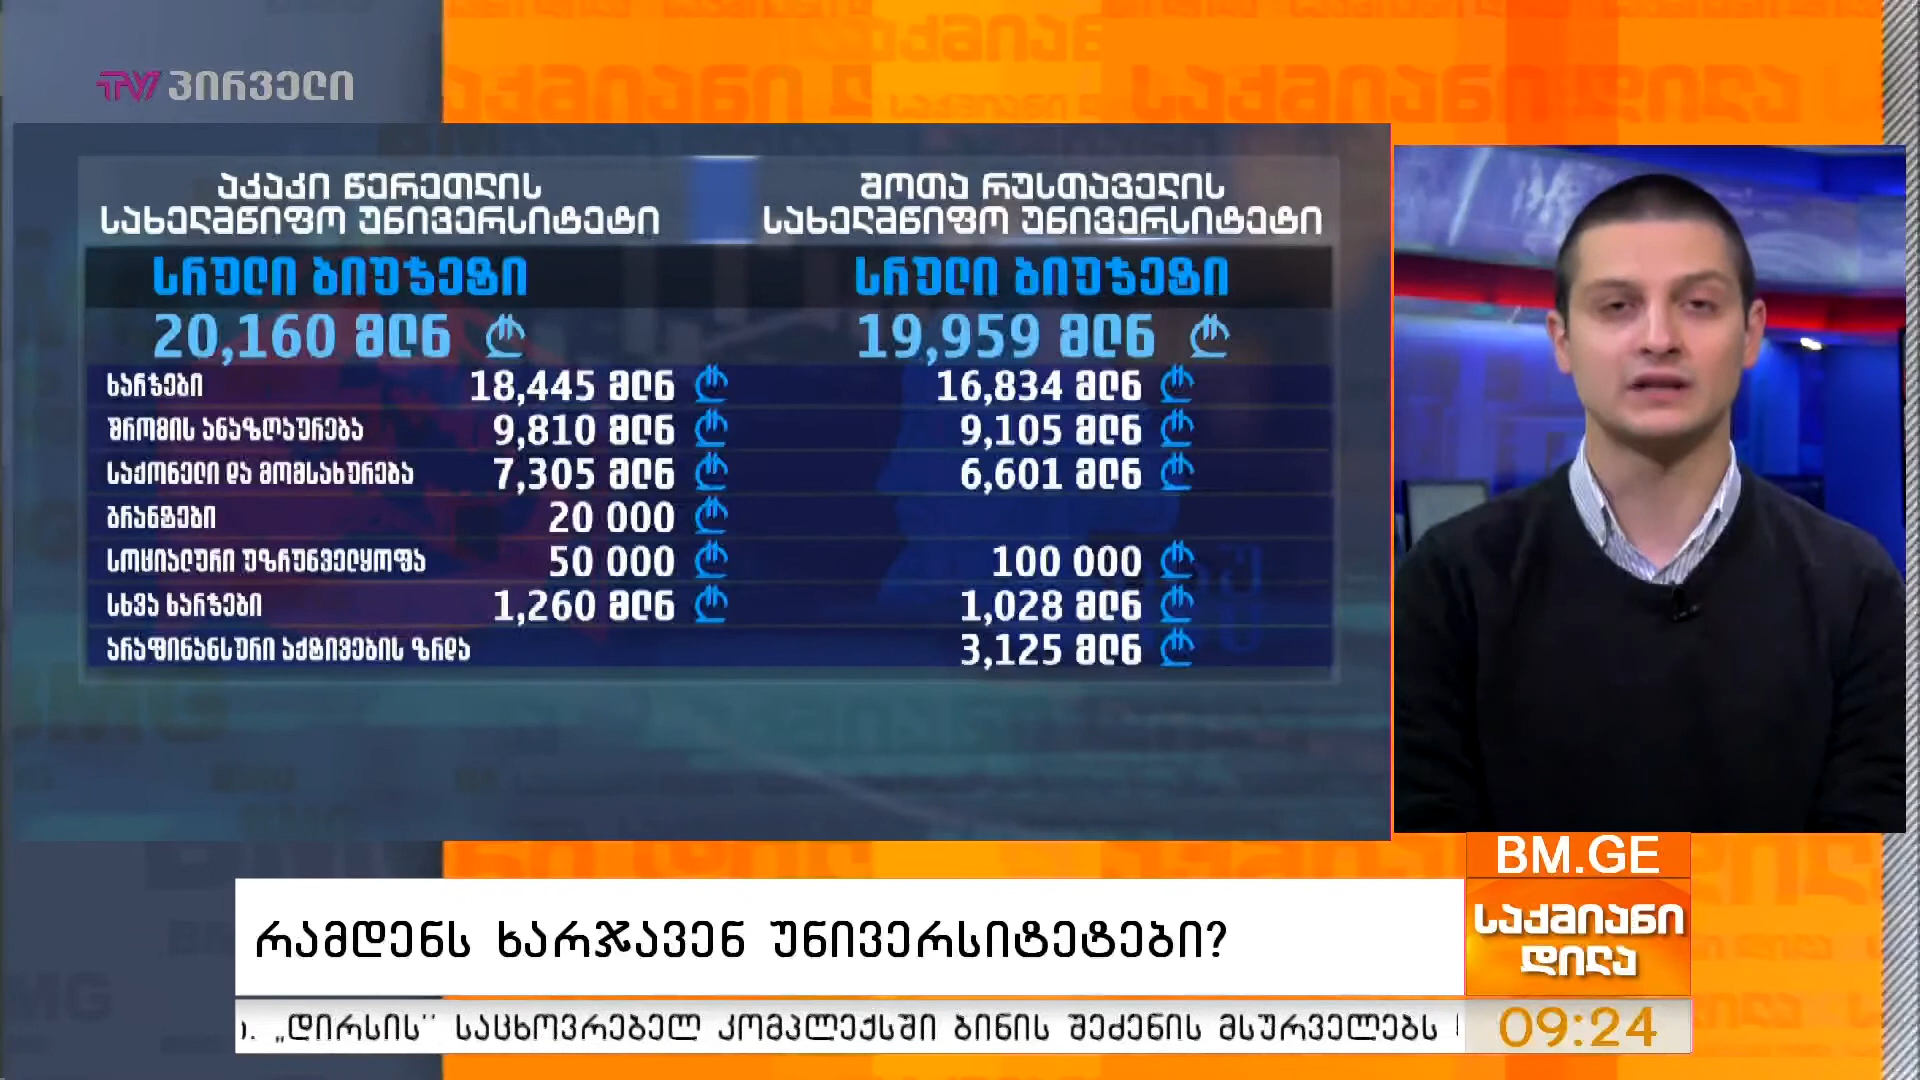 TV პირველი
აკაკი წერეთლის
სახელმწიფო უნივერსიტეტი
შოთა რუსთაველის
სახელმწიფო უნივერსიტეტი
სრული ბიუჯეტი
სრული ბიუჯეტი
20,160 მლნ ₾
19,959 მლნ ₾
ხარჯები 18,445 მლნ ₾ 16,834 მლნ ₾
შრომის ანაზღაურება 9,810 მლნ ₾ 9,105 მლნ ₾
საქონელი და მომსახურება 7,305 მლნ ₾ 6,601 მლნ ₾
გრანტები 20 000 ₾
სოციალური უზრუნველყოფა 50 000 ₾ 100 000 ₾
სხვა ხარჯები 1,260 მლნ ₾ 1,028 მლნ ₾
არაფინანსური აქტივების ზრდა 3,125 მლნ ₾
BM.GE
რამდენს ხარჯავენ უნივერსიტეტები?
საქმიანი
დილა
„დირსის“ საცხოვრებელ კომპლექსში ბინის შეძენის მსურველებს
09:24